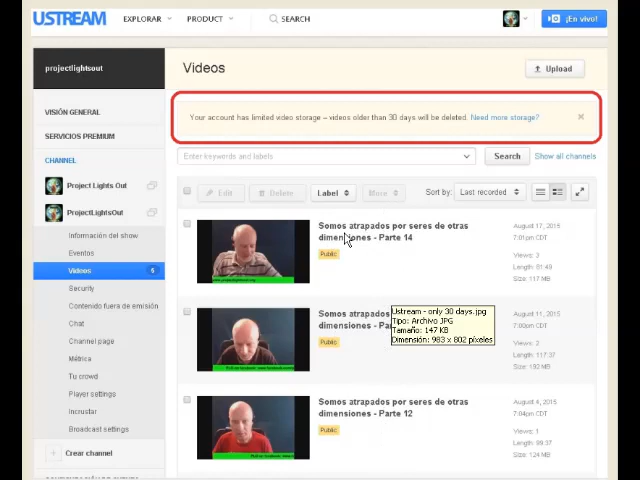 USTREAM
EXPLORAR
PRODUCT
SEARCH
¡En vivo!
projectlightsout
Videos
Upload
Your account has limited video storage – videos older than 30 days will be deleted. Need more storage?
VISIÓN GENERAL
SERVICIOS PREMIUM
CHANNEL
Project Lights Out
ProjectLightsOut
Información del show
Eventos
Videos 6
Security
Contenido fuera de emisión
Chat
Channel page
Métrica
Tu crowd
Player settings
Incrustar
Broadcast settings
Crear channel
Enter keywords and labels
Search
Show all channels
Edit
Delete
Label
More
Sort by: Last recorded
Somos atrapados por seres de otras
dimensiones - Parte 14
Public
August 17, 2015
7:01pm CDT
Views: 3
Length: 81:49
Size: 117 MB
Somos atrapados
dimensiones - Pa
Public
Ustream - only 30 days.jpg
Tipo: Archivo JPG
Tamaño: 147 KB
Dimensión: 983 x 802 píxeles
August 11, 2015
7:00pm CDT
Views: 2
Length: 117:37
Size: 192 MB
Somos atrapados por seres de otras
dimensiones - Parte 12
Public
August 4, 2015
7:04pm CDT
Views: 1
Length: 99:37
Size: 124 MB